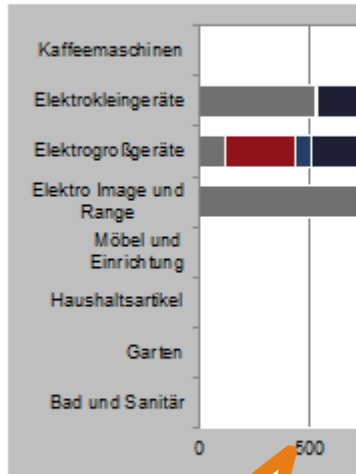 Kaffeemaschinen
Elektrokleingeräte
Elektrogroßgeräte
Elektro Image und
Range
Möbel und
Einrichtung
Haushaltsartikel
Garten
Bad und Sanitär
0 500